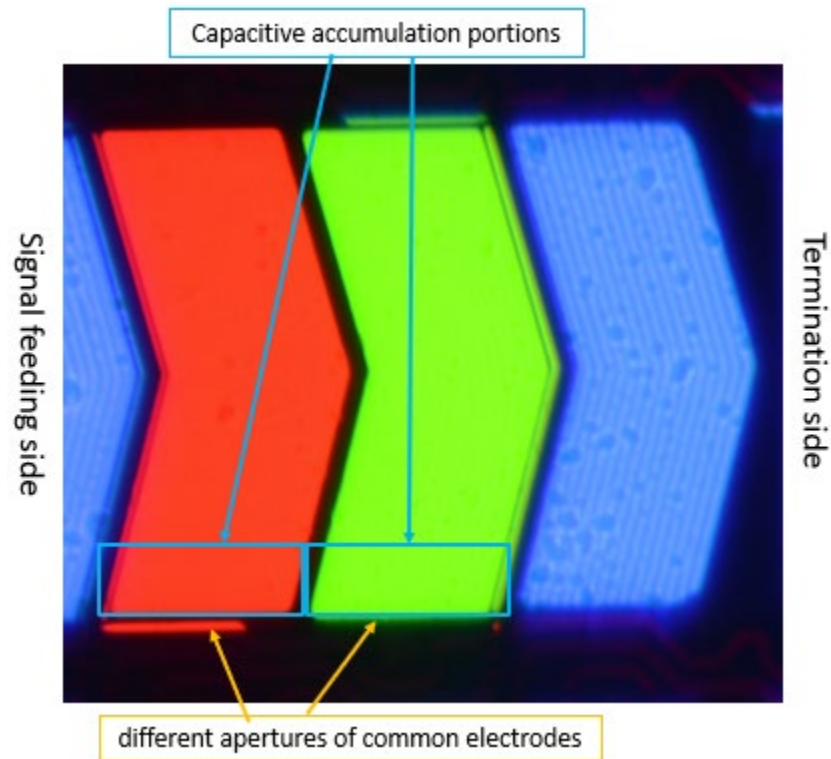 Capacitive accumulation portions
Signal feeding side
Termination side
different apertures of common electrodes